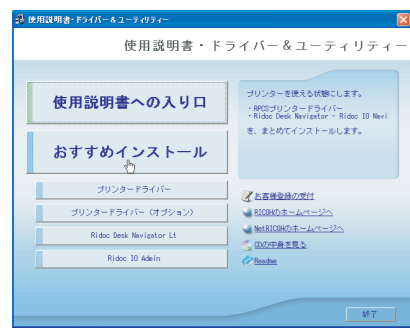 使用説明書・ドライバー&ユーティリティー
使用説明書・ドライバー&ユーティリティー
使用説明書への入り口
おすすめインストール
プリンタードライバー
プリンタードライバー（オプション）
Ridoc Desk Navigator Lt
Ridoc IO Admin
プリンターを使える状態にします。
・RPCSプリンタードライバー
・Ridoc Desk Navigator・Ridoc IO Navi
を、まとめてインストールします。
お客様登録の受付
RICOHのホームページへ
NetRICOHのホームページへ
CDの中身を見る
Readme
終了